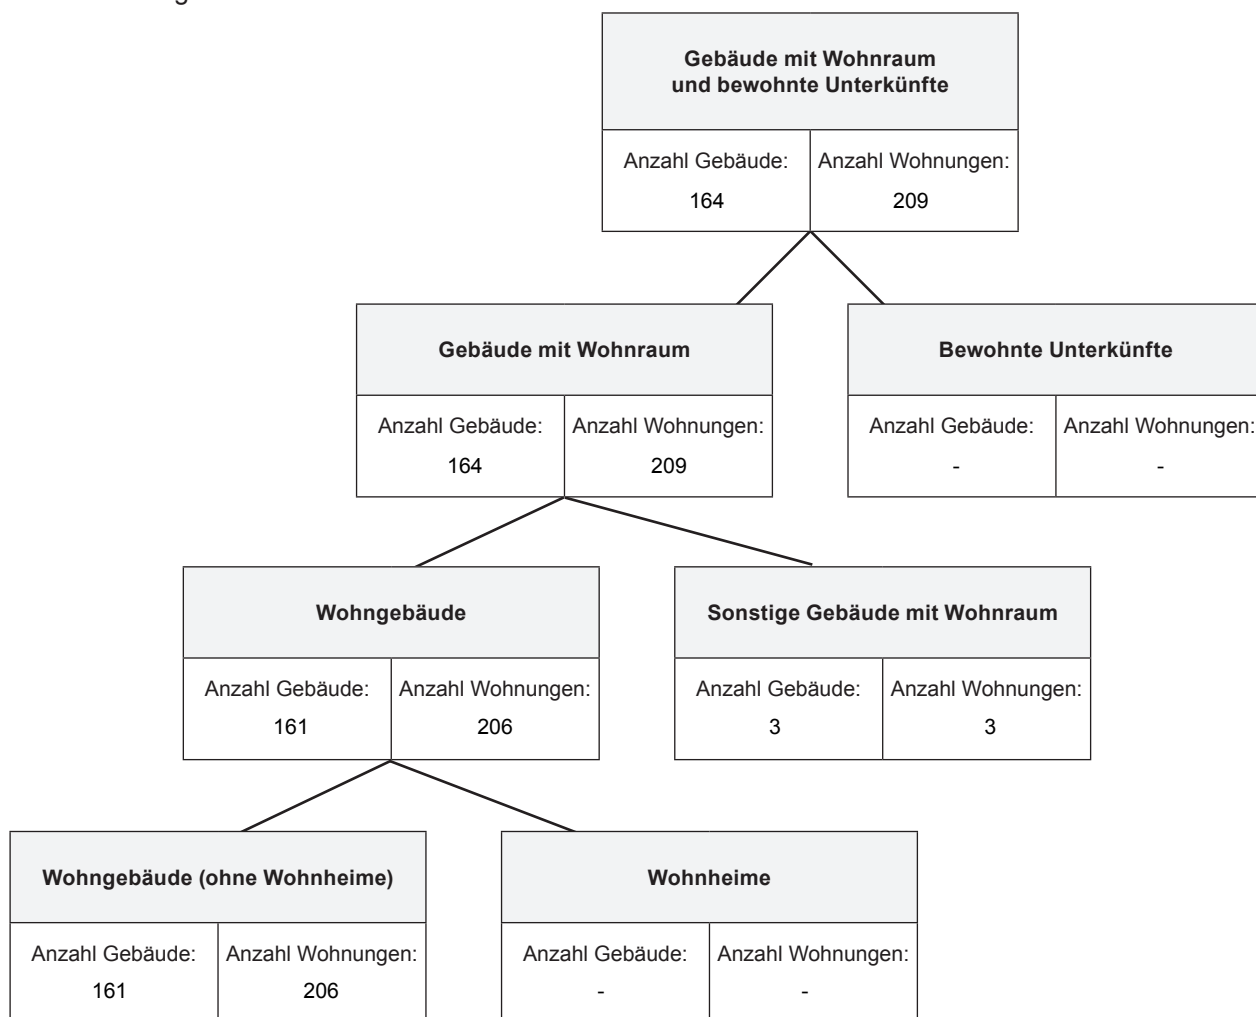 Gebäude mit Wohnraum
und bewohnte Unterkünfte
Anzahl Gebäude: Anzahl Wohnungen:
164 209
Gebäude mit Wohnraum Bewohnte Unterkünfte
Anzahl Gebäude: Anzahl Wohnungen: Anzahl Gebäude: Anzahl Wohnungen:
164 209 - -
Wohngebäude Sonstige Gebäude mit Wohnraum
Anzahl Gebäude: Anzahl Wohnungen: Anzahl Gebäude: Anzahl Wohnungen:
161 206 3 3
Wohngebäude (ohne Wohnheime) Wohnheime
Anzahl Gebäude: Anzahl Wohnungen: Anzahl Gebäude: Anzahl Wohnungen:
161 206 - -